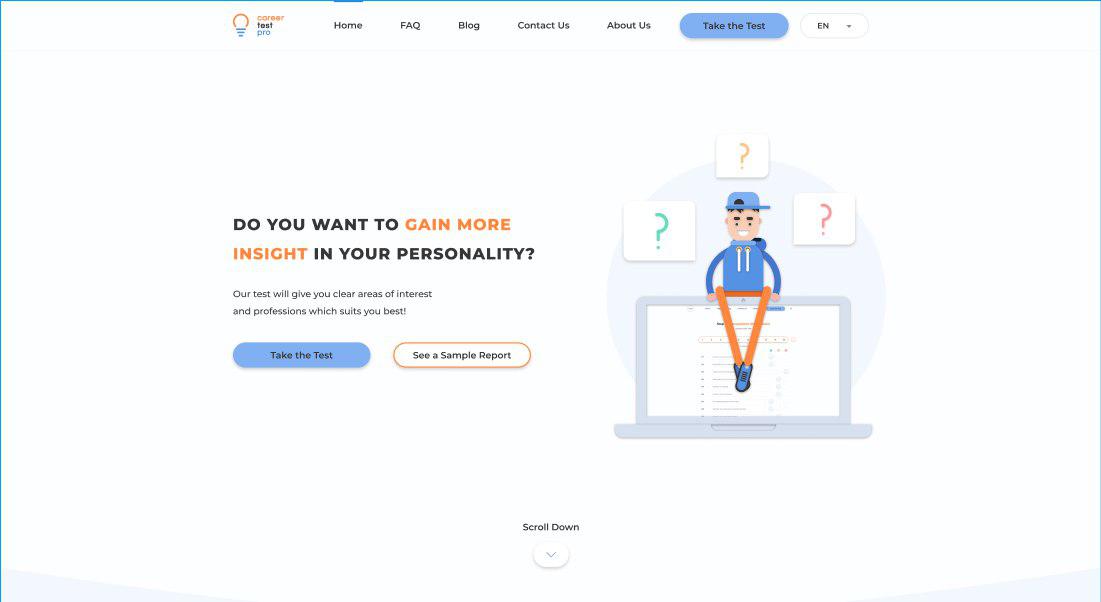 career
test
pro
Home
FAQ
Blog
Contact Us
About Us
Take the Test
EN
?
?
?
DO YOU WANT TO GAIN MORE
INSIGHT IN YOUR PERSONALITY?
Our test will give you clear areas of interest
and professions which suits you best!
Take the Test
See a Sample Report
Scroll Down